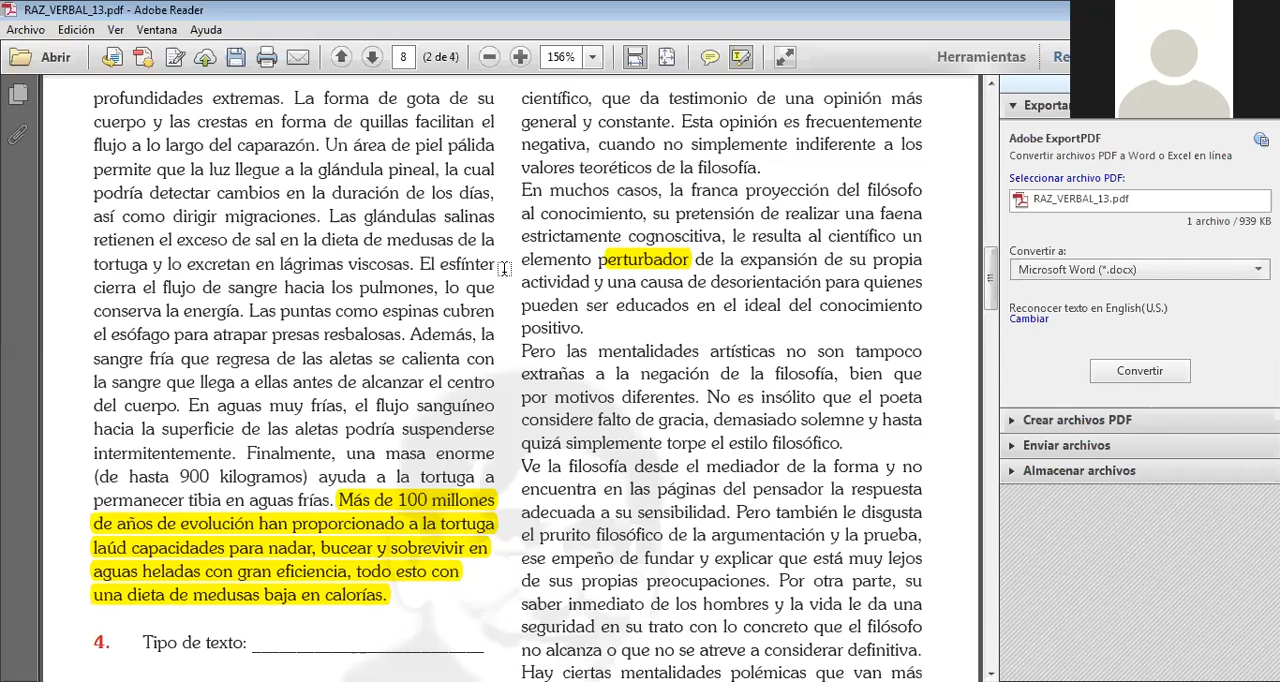 RAZ_VERBAL_13.pdf - Adobe Reader
Archivo Edición Ver Ventana Ayuda
Abrir
8 (2 de 4)
156%
Herramientas
profundidades extremas. La forma de gota de su
cuerpo y las crestas en forma de quillas facilitan el
flujo a lo largo del caparazón. Un área de piel pálida
permite que la luz llegue a la glándula pineal, la cual
podría detectar cambios en la duración de los días,
así como dirigir migraciones. Las glándulas salinas
retienen el exceso de sal en la dieta de medusas de la
tortuga y lo excretan en lágrimas viscosas. El esfínter
cierra el flujo de sangre hacia los pulmones, lo que
conserva la energía. Las puntas como espinas cubren
el esófago para atrapar presas resbalosas. Además, la
sangre fría que regresa de las aletas se calienta con
la sangre que llega a ellas antes de alcanzar el centro
del cuerpo. En aguas muy frías, el flujo sanguíneo
hacia la superficie de las aletas podría suspenderse
intermitentemente. Finalmente, una masa enorme
(de hasta 900 kilogramos) ayuda a la tortuga a
permanecer tibia en aguas frías. Más de 100 millones
de años de evolución han proporcionado a la tortuga
laúd capacidades para nadar, bucear y sobrevivir en
aguas heladas con gran eficiencia, todo esto con
una dieta de medusas baja en calorías.
4. Tipo de texto: ____________________________
científico, que da testimonio de una opinión más
general y constante. Esta opinión es frecuentemente
negativa, cuando no simplemente indiferente a los
valores teoréticos de la filosofía.
En muchos casos, la franca proyección del filósofo
al conocimiento, su pretensión de realizar una faena
estrictamente cognoscitiva, le resulta al científico un
elemento perturbador de la expansión de su propia
actividad y una causa de desorientación para quienes
pueden ser educados en el ideal del conocimiento
positivo.
Pero las mentalidades artísticas no son tampoco
extrañas a la negación de la filosofía, bien que
por motivos diferentes. No es insólito que el poeta
considere falto de gracia, demasiado solemne y hasta
quizá simplemente torpe el estilo filosófico.
Ve la filosofía desde el mediador de la forma y no
encuentra en las páginas del pensador la respuesta
adecuada a su sensibilidad. Pero también le disgusta
el prurito filosófico de la argumentación y la prueba,
ese empeño de fundar y explicar que está muy lejos
de sus propias preocupaciones. Por otra parte, su
saber inmediato de los hombres y la vida le da una
seguridad en su trato con lo concreto que el filósofo
no alcanza o que no se atreve a considerar definitiva.
Hay ciertas mentalidades polémicas que van más
Adobe ExportPDF
Convertir archivos PDF a Word o Excel en línea
Seleccionar archivo PDF:
RAZ_VERBAL_13.pdf
1 archivo / 939 KB
Convertir a:
Microsoft Word (*.docx)
Reconocer texto en English(U.S.)
Cambiar
Convertir
Crear archivos PDF
Enviar archivos
Almacenar archivos